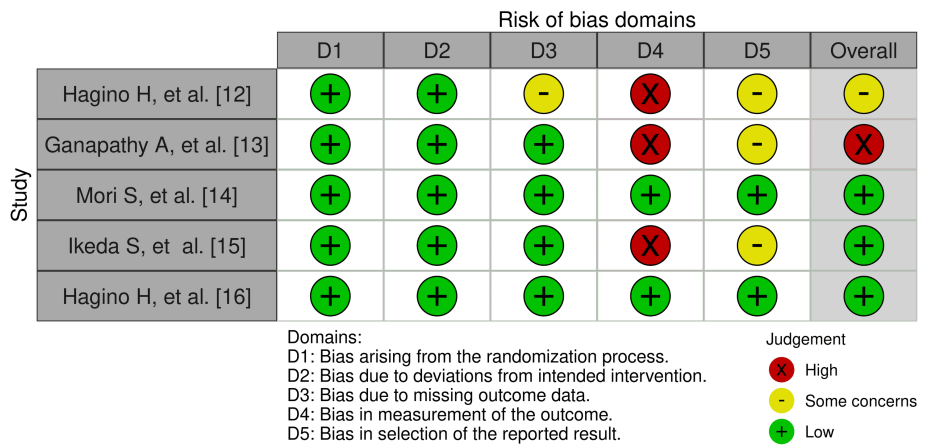 Risk of bias domains
D1 D2 D3 D4 D5 Overall
Study
Hagino H, et al. [12] + + - X - -
Ganapathy A, et al. [13] + + + X - X
Mori S, et al. [14] + + + + + +
Ikeda S, et  al. [15] + + + X - +
Hagino H, et al. [16] + + + + + +
Domains:
D1: Bias arising from the randomization process.
D2: Bias due to deviations from intended intervention.
D3: Bias due to missing outcome data.
D4: Bias in measurement of the outcome.
D5: Bias in selection of the reported result.
Judgement
X High
- Some concerns
+ Low